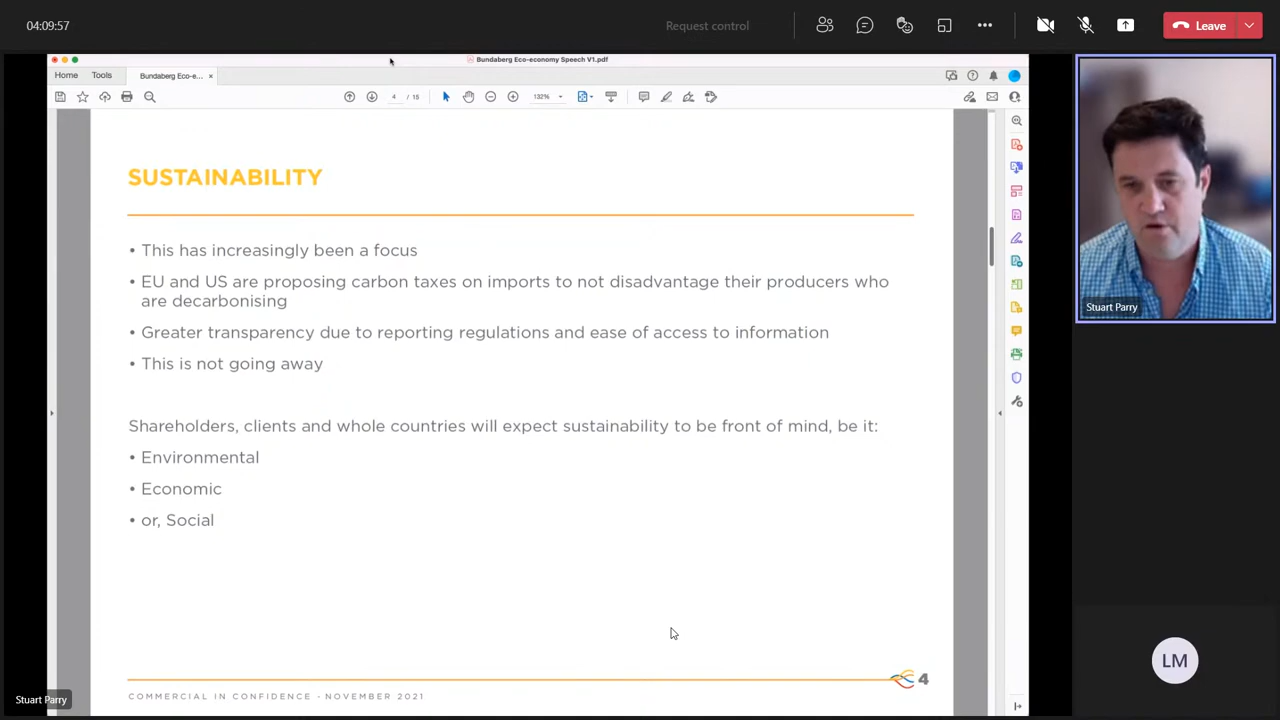 04:09:57
Request control
Leave
Bundaberg Eco-economy Speech V1.pdf
Home
Tools
Bundaberg Eco-e...
×
4 / 15
132%
SUSTAINABILITY
• This has increasingly been a focus
• EU and US are proposing carbon taxes on imports to not disadvantage their producers who
are decarbonising
• Greater transparency due to reporting regulations and ease of access to information
• This is not going away
Shareholders, clients and whole countries will expect sustainability to be front of mind, be it:
• Environmental
• Economic
• or, Social
COMMERCIAL IN CONFIDENCE - NOVEMBER 2021
4
Stuart Parry
Stuart Parry
LM